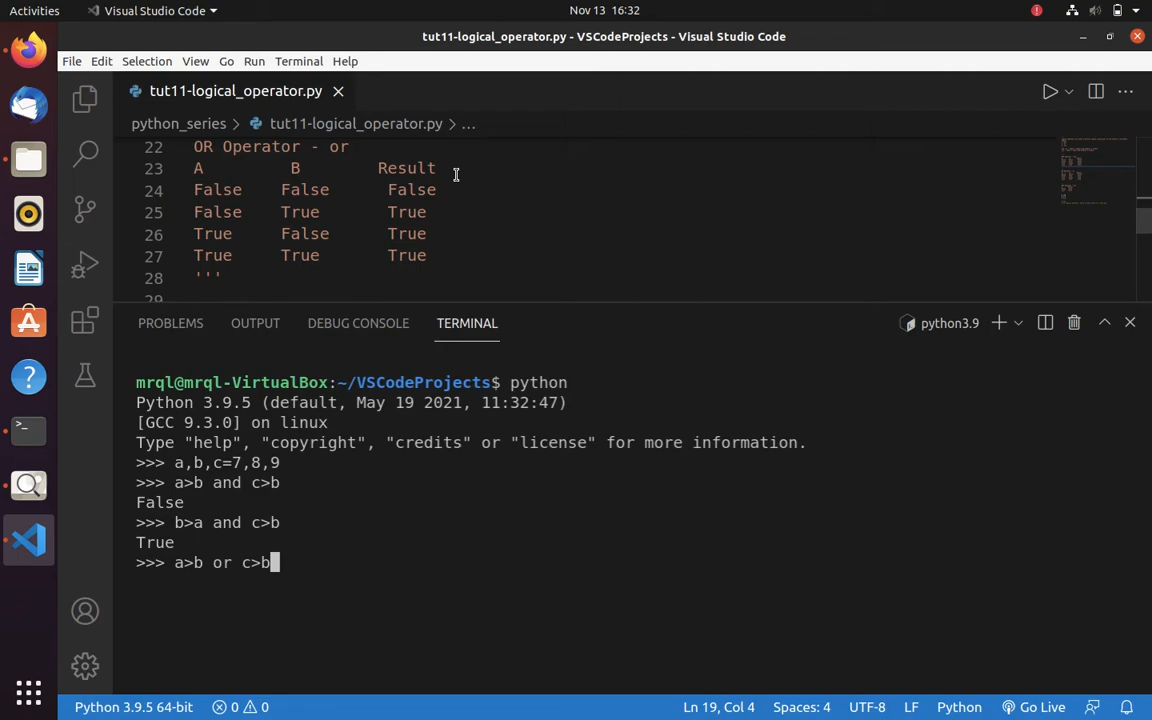 Activities Visual Studio Code Nov 13 16:32
tut11-logical_operator.py - VSCodeProjects - Visual Studio Code
File Edit Selection View Go Run Terminal Help
tut11-logical_operator.py
python_series > tut11-logical_operator.py > ...
22 OR Operator - or
23 A B Result
24 False False False
25 False True True
26 True False True
27 True True True
28 '''
29
PROBLEMS OUTPUT DEBUG CONSOLE TERMINAL python3.9
mrql@mrql-VirtualBox:~/VSCodeProjects$ python
Python 3.9.5 (default, May 19 2021, 11:32:47)
[GCC 9.3.0] on linux
Type "help", "copyright", "credits" or "license" for more information.
>>> a,b,c=7,8,9
>>> a>b and c>b
False
>>> b>a and c>b
True
>>> a>b or c>b
Python 3.9.5 64-bit 0 0 Ln 19, Col 4 Spaces: 4 UTF-8 LF Python Go Live